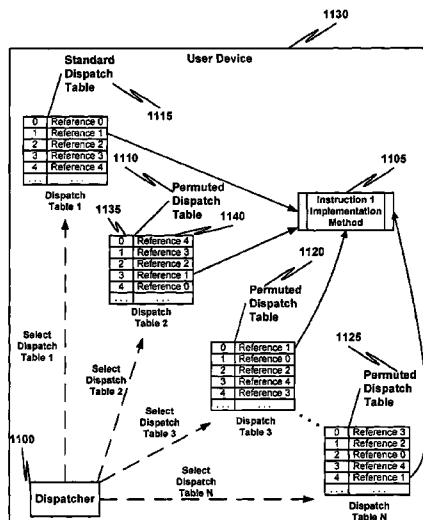 1130
User Device
Standard
Dispatch
Table
1115
0 Reference 0
1 Reference 1
2 Reference 2
3 Reference 3
4 Reference 4
... ...
Dispatch
Table 1
1110
Permuted
Dispatch
Table
1135
1140
0 Reference 4
1 Reference 3
2 Reference 2
3 Reference 1
4 Reference 0
... ...
Dispatch
Table 2
1105
Instruction 1
Implementation
Method
1120
Permuted
Dispatch
Table
0 Reference 1
1 Reference 0
2 Reference 2
3 Reference 4
4 Reference 3
... ...
Dispatch
Table 3
1125
Permuted
Dispatch
Table
0 Reference 3
1 Reference 2
2 Reference 0
3 Reference 4
4 Reference 1
... ...
Dispatch
Table N
Select
Dispatch
Table 1
Select
Dispatch
Table 2
Select
Dispatch
Table 3
Select
Dispatch
Table N
1100
Dispatcher